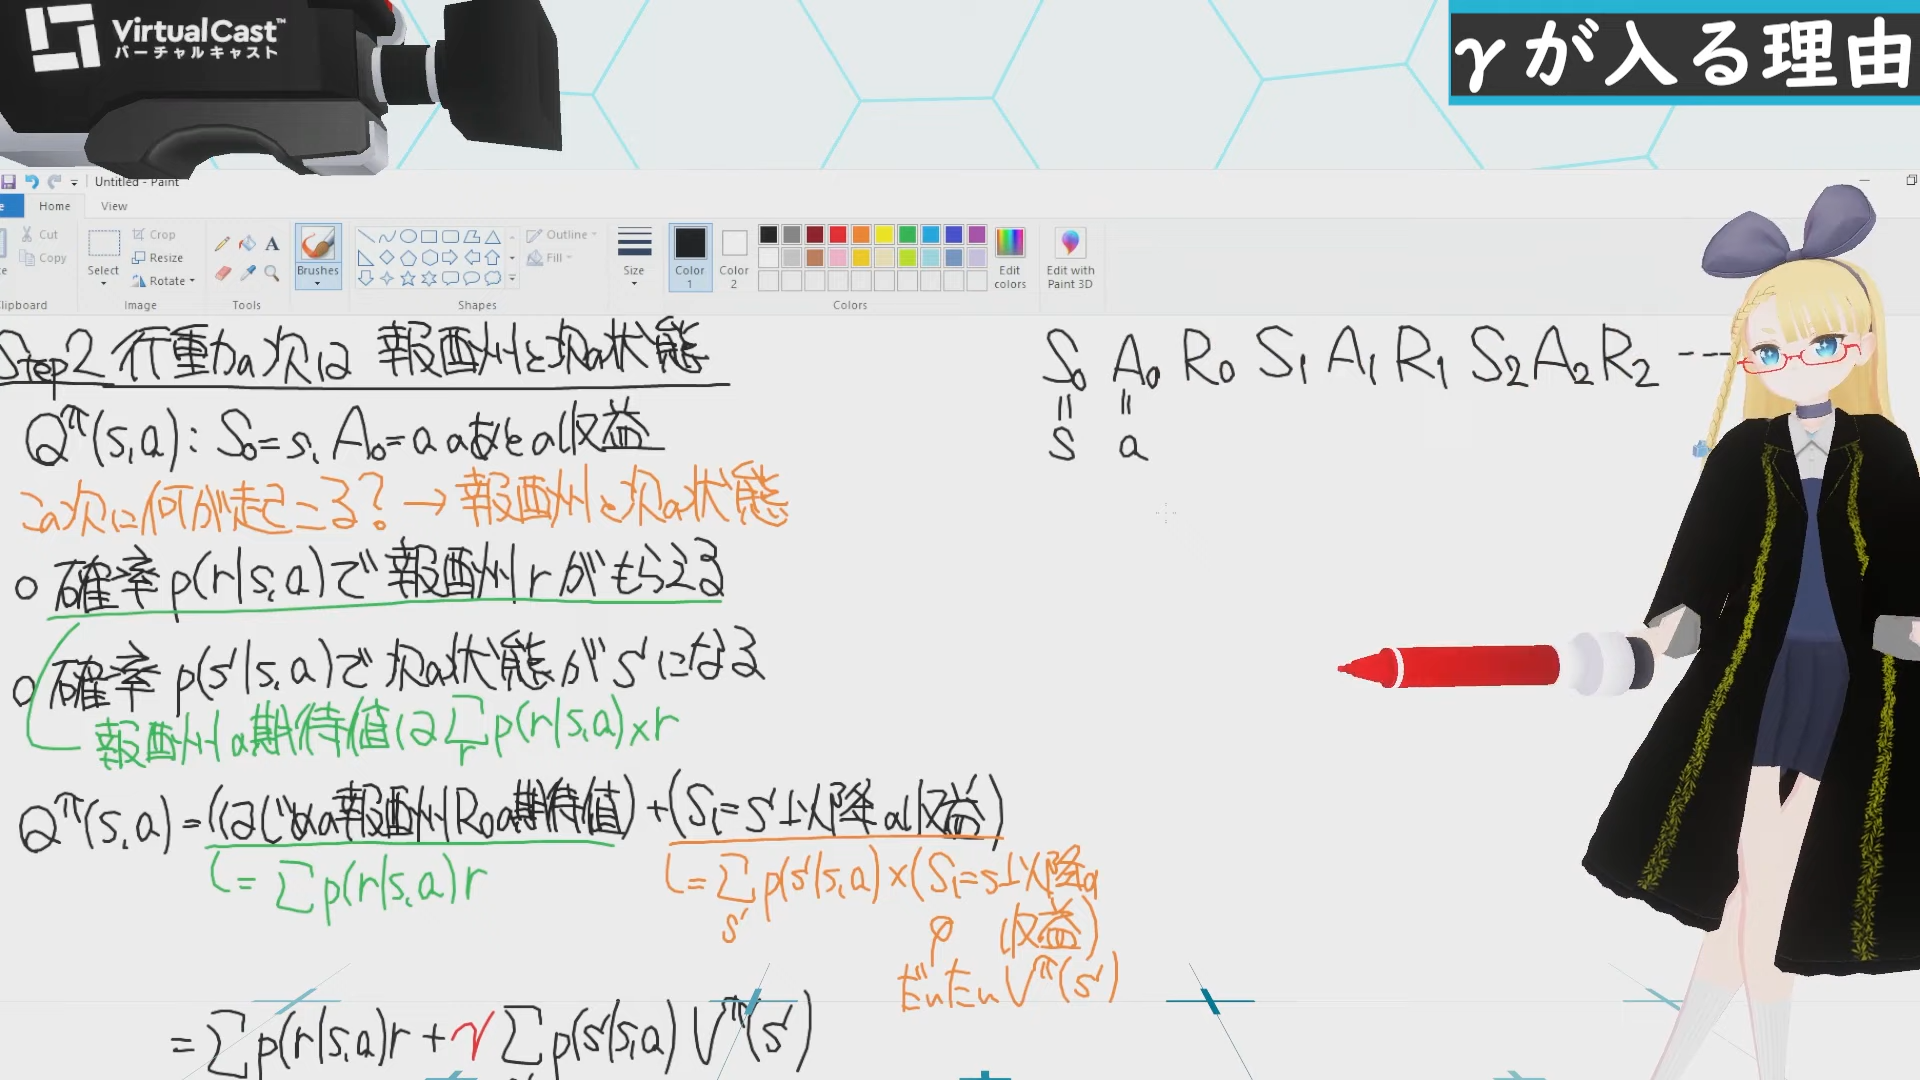 VirtualCast™
バーチャルキャスト
γが入る理由
Untitled - Paint
Home View
Cut
Copy
Select
Crop
Resize
Rotate
Brushes
Outline
Fill
Size
Color 1
Color 2
Edit colors
Edit with Paint 3D
lipboard
Image
Tools
Shapes
Colors
Step2 行動の次は 報酬と次の状態
Q^π(s,a): S₀=s, A₀=a のあとの収益
この次に何が起こる? → 報酬と次の状態
○ 確率 p(r|s,a)で 報酬 r がもらえる
○ 確率 p(s'|s,a)で 次の状態が s' になる
報酬の期待値は Σ_r p(r|s,a)×r
Q^π(s,a) = (はじめの報酬R₀の期待値) + (S₁=s'以降の収益)
= Σ p(r|s,a)r
= Σ_s' p(s'|s,a)×(S₁=s'以降の
収益)
だいたい V^π(s')
= Σ p(r|s,a)r + γ Σ p(s'|s,a) V^π(s')
S₀ A₀ R₀ S₁ A₁ R₁ S₂ A₂ R₂ ---
= =
s a